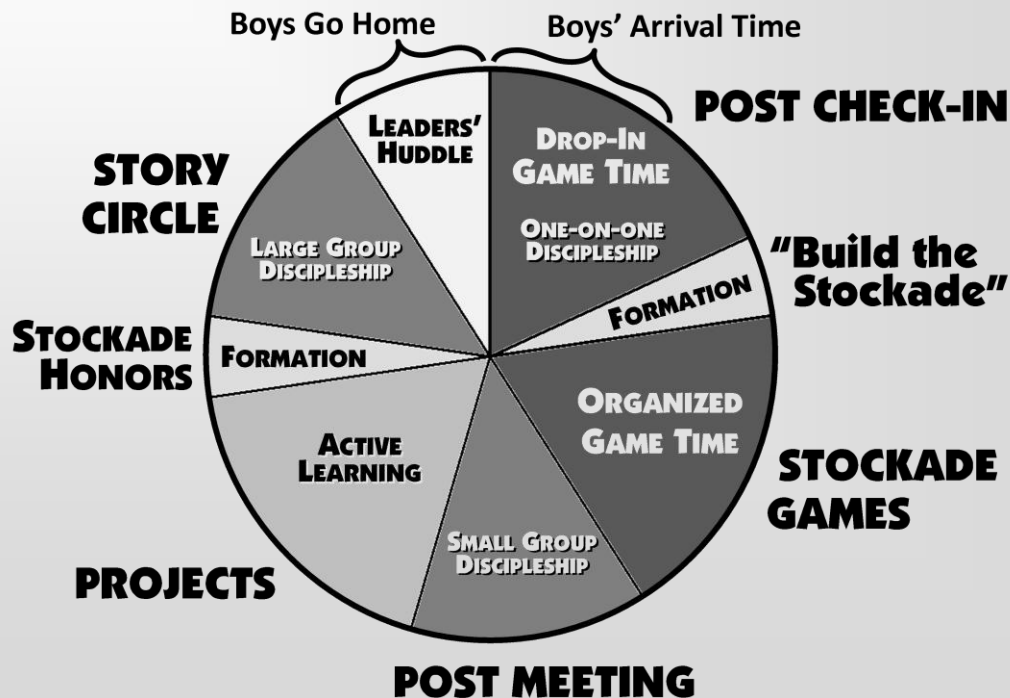 Boys Go Home
Boys' Arrival Time
POST CHECK-IN
DROP-IN
GAME TIME
ONE-ON-ONE
DISCIPLESHIP
"Build the
Stockade"
FORMATION
ORGANIZED
GAME TIME
STOCKADE
GAMES
SMALL GROUP
DISCIPLESHIP
POST MEETING
ACTIVE
LEARNING
PROJECTS
FORMATION
STOCKADE
HONORS
LARGE GROUP
DISCIPLESHIP
STORY
CIRCLE
LEADERS'
HUDDLE